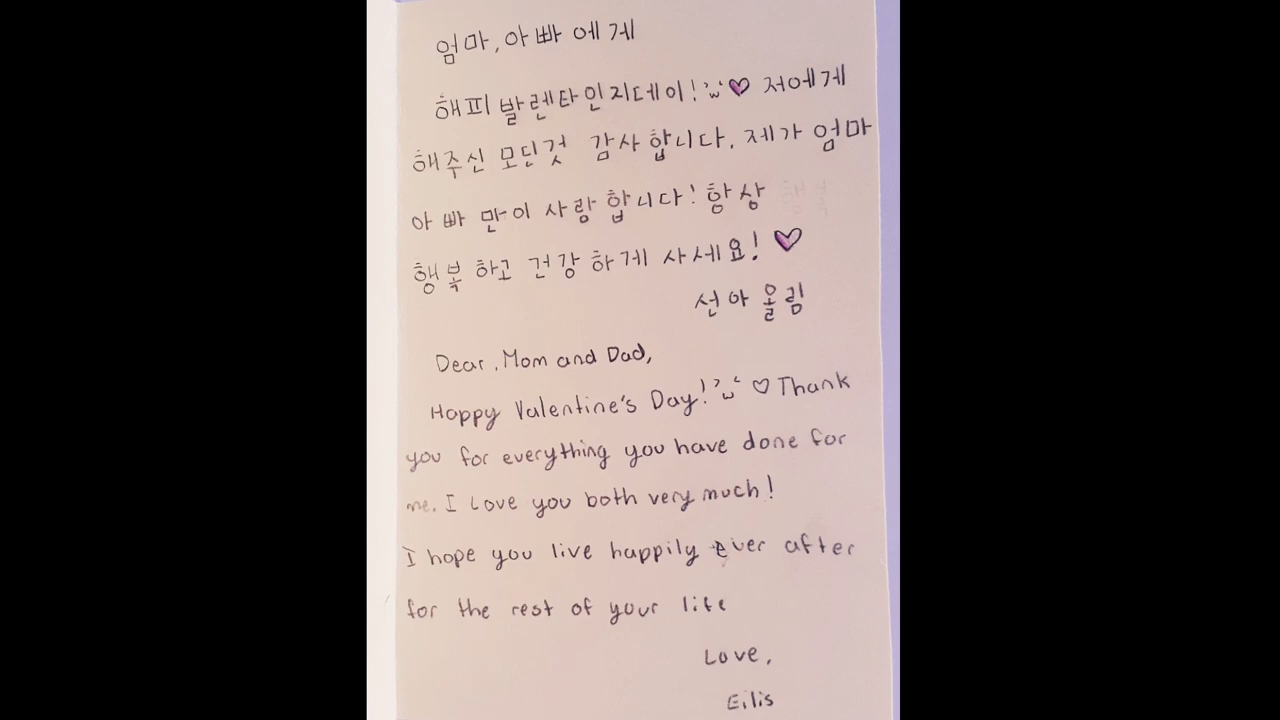 엄마, 아빠에게
해피 발렌타인지데이! 'ω' ♡ 저에게
해주신 모딘것 감사합니다. 제가 엄마
아빠 만이 사랑합니다! 항상
행복하고 건강하게 사세요! ♡
선아 올림
Dear, Mom and Dad,
Happy Valentine's Day! 'ω' ♡ Thank
you for everything you have done for
me. I Love you both very much!
I hope you live happily ever after
for the rest of your life
Love,
Eilis